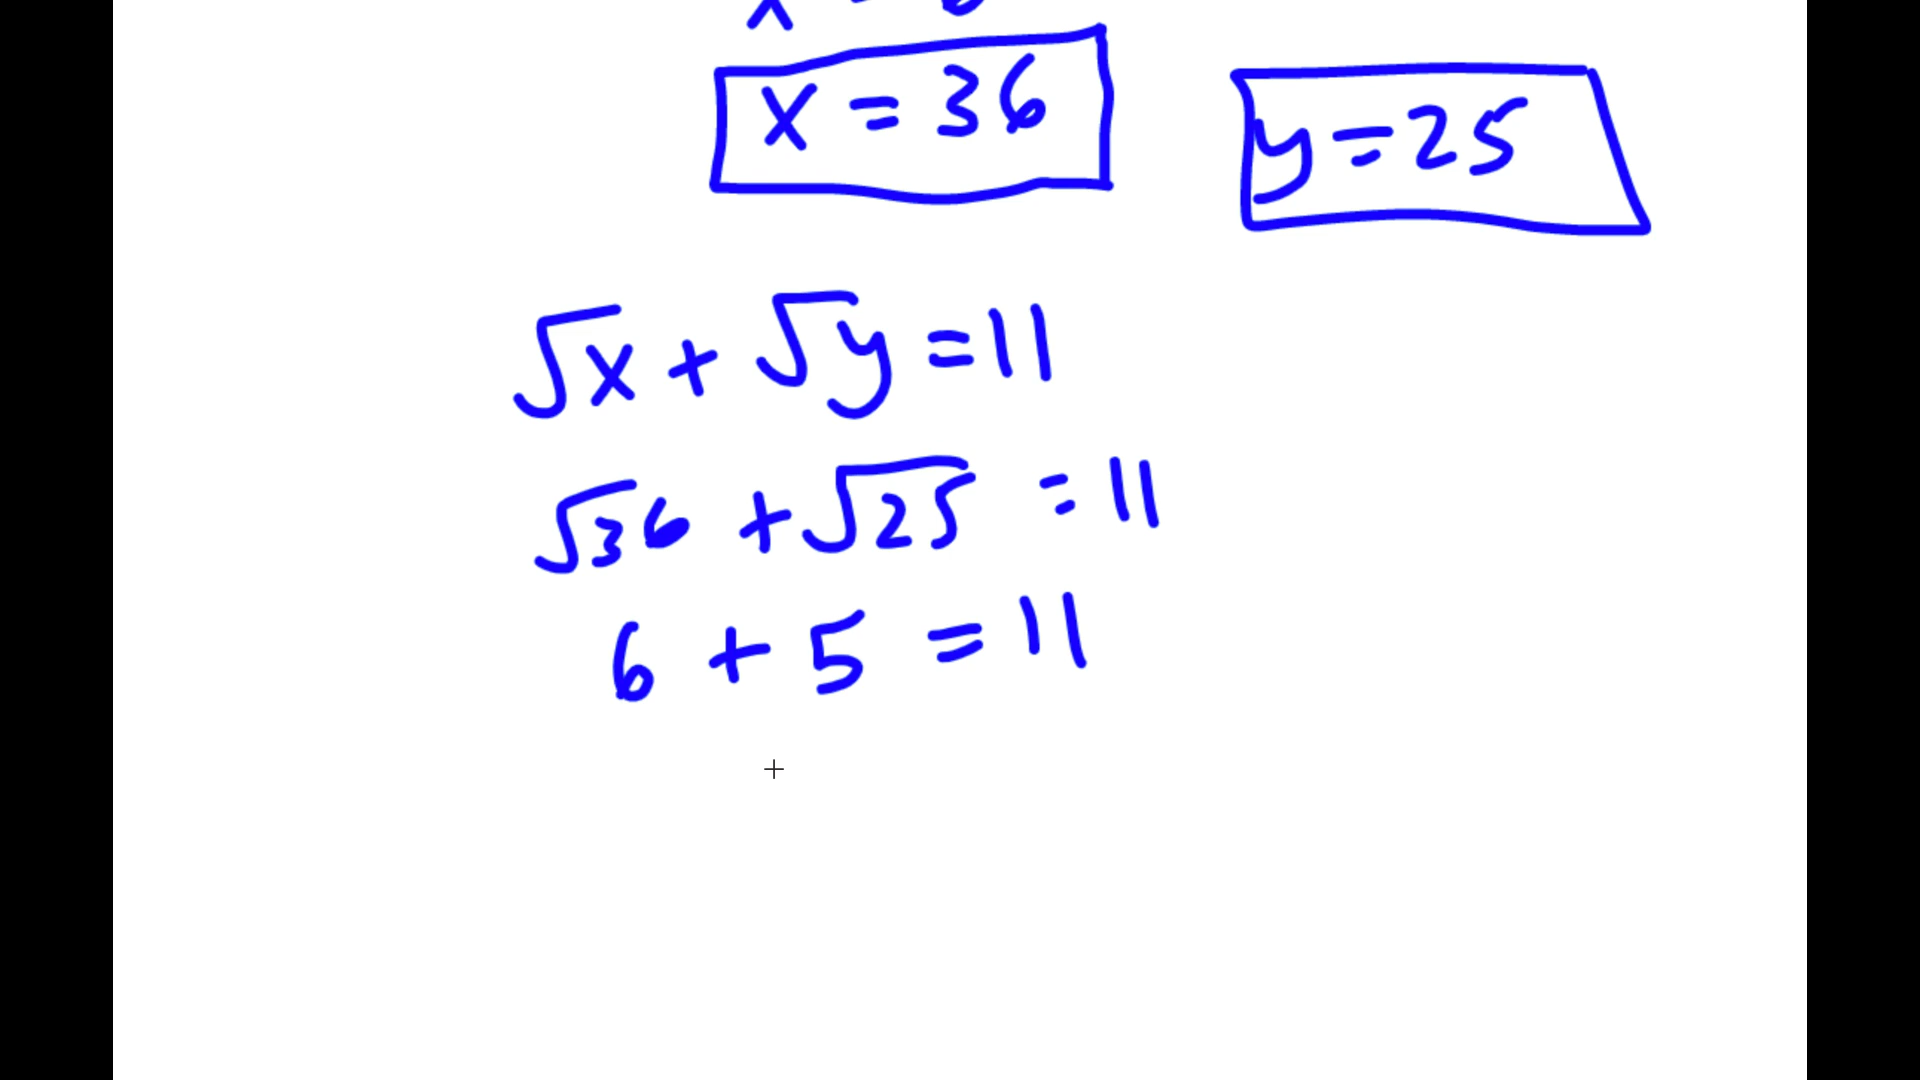 x = 36
y = 25
√x + √y = 11
√36 + √25 = 11
6 + 5 = 11